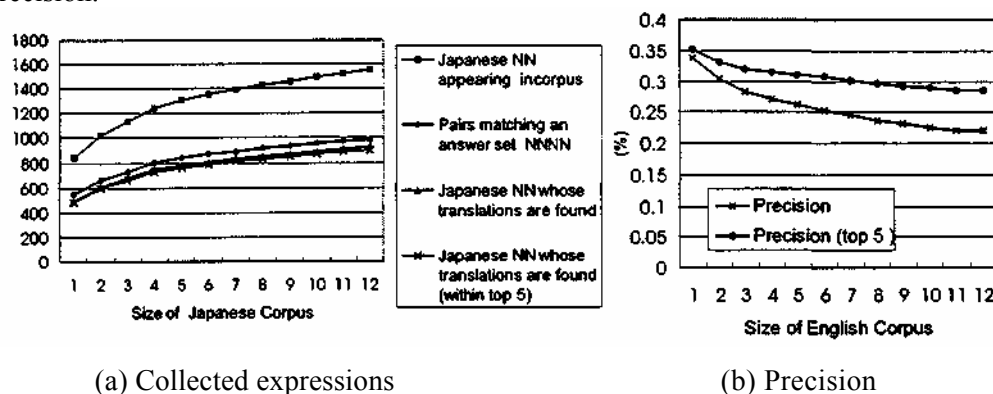 recision.
1800
1600
1400
1200
1000
800
600
400
200
0
1 2 3 4 5 6 7 8 9 10 11 12
Size of Japanese Corpus
Japanese NN
appearing incorpus
Pairs matching an
answer set NNNN
Japanese NN whose
translations are found
Japanese NN whose
translations are found
(within top 5)
0.4
0.35
0.3
0.25
0.2
0.15
0.1
0.05
0
(%)
Precision
Precision (top 5 )
1 2 3 4 5 6 7 8 9 10 11 12
Size of English Corpus
(a) Collected expressions
(b) Precision